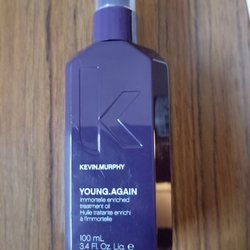 K
KEVIN.MURPHY
YOUNG.AGAIN
immortelle enriched
treatment oil
Huile traitante enrichi
à l'immortelle
100 mL
3.4 Fl. Oz. Liq. e